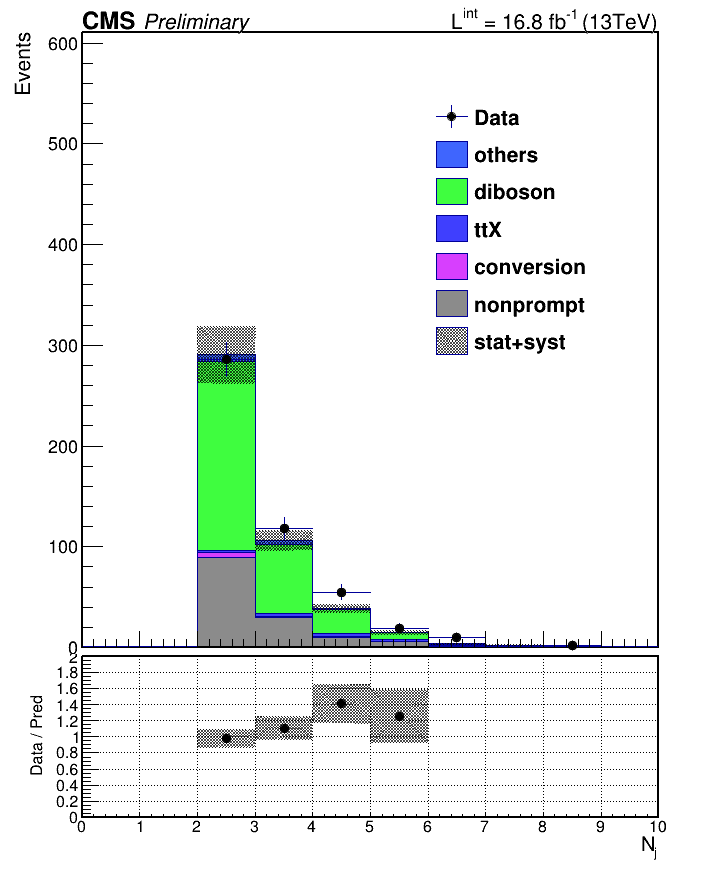 CMS Preliminary L^int = 16.8 fb^-1 (13TeV)
Events
600
500
400
300
200
100
0
Data
others
diboson
ttX
conversion
nonprompt
stat+syst
Data / Pred
2
1.8
1.6
1.4
1.2
1
0.8
0.6
0.4
0.2
0
0 1 2 3 4 5 6 7 8 9 10
N_j